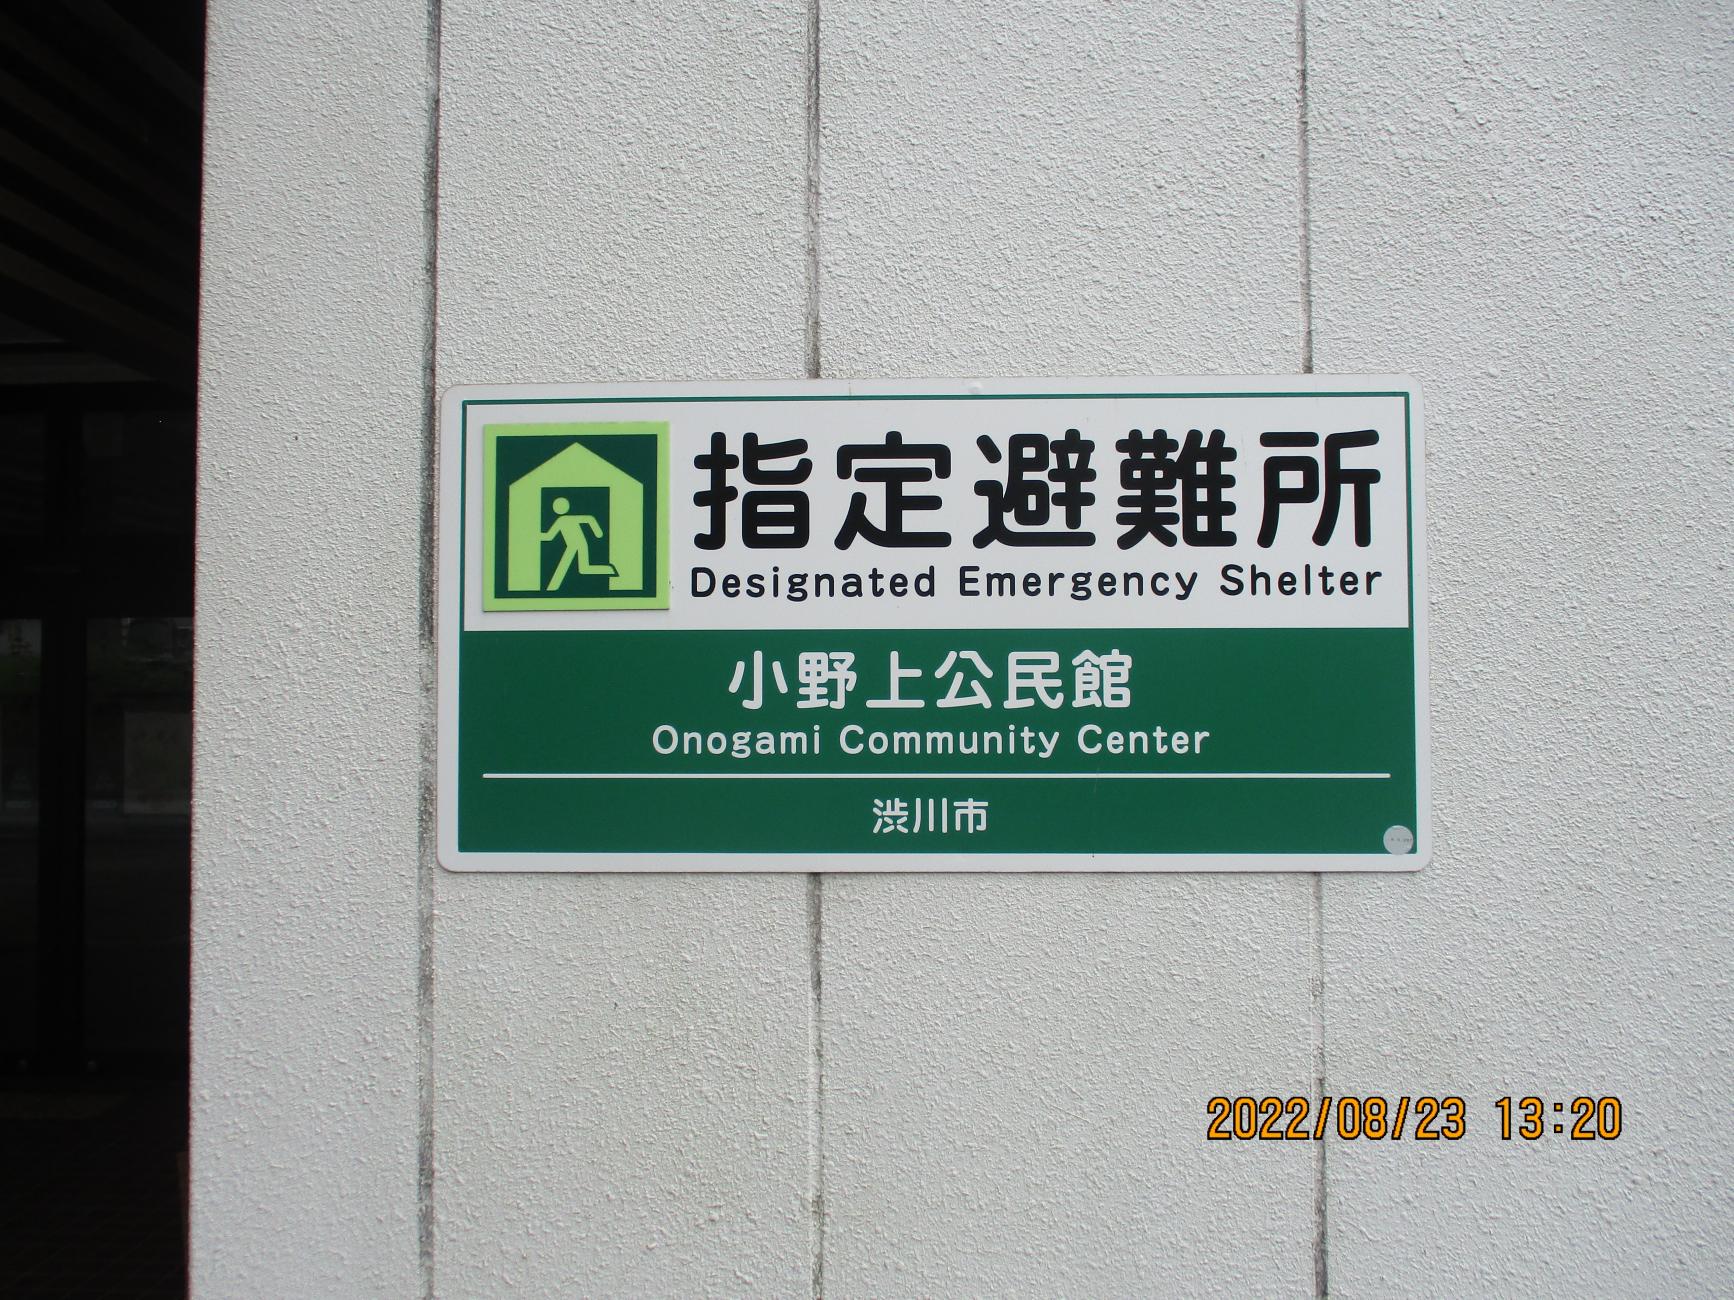 指定避難所
Designated Emergency Shelter
小野上公民館
Onogami Community Center
渋川市
2022/08/23 13:20